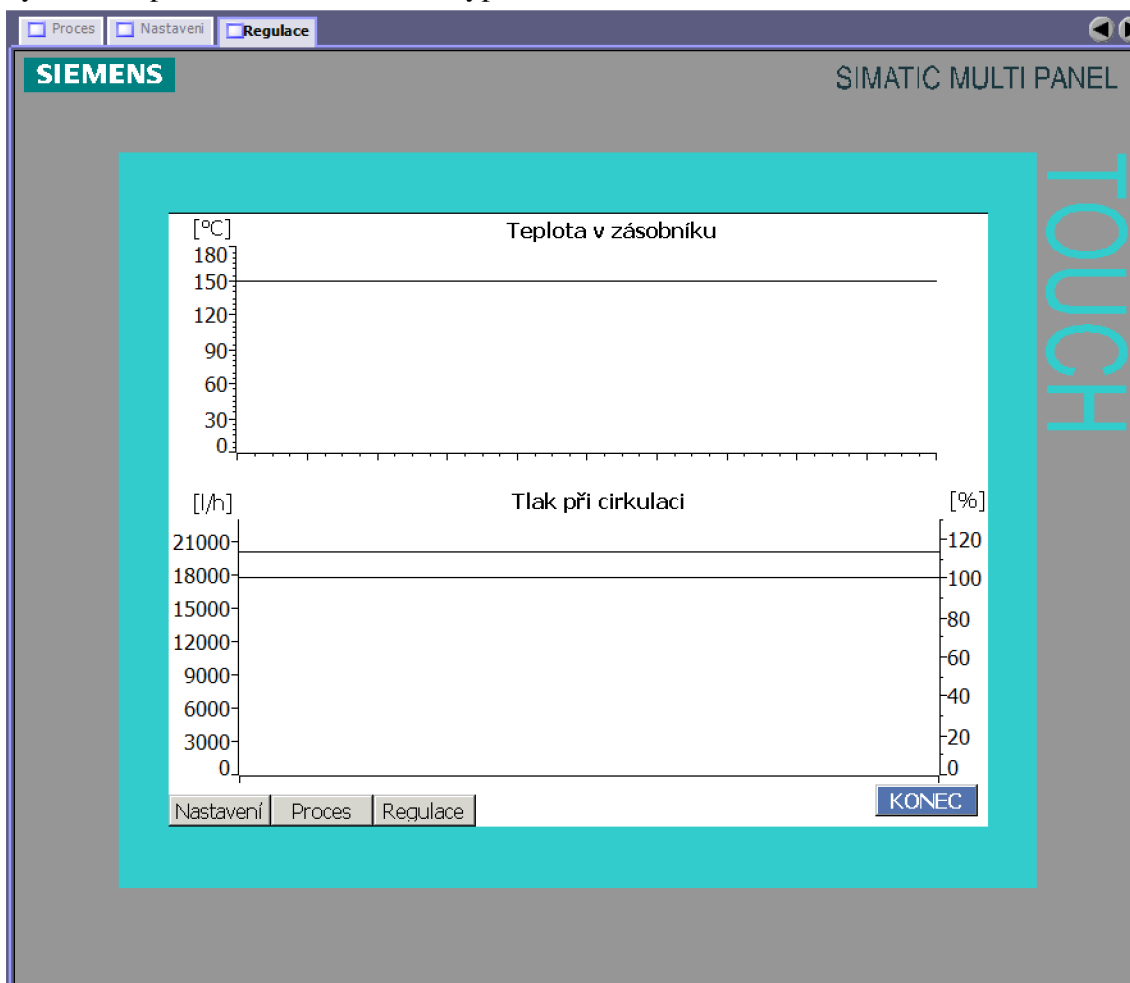 Proces
Nastaveni
Regulace
SIEMENS
SIMATIC MULTI PANEL
TOUCH
[°C]
Teplota v zásobníku
180
150
120
90
60
30
0
[l/h]
Tlak při cirkulaci
[%]
21000
18000
15000
12000
9000
6000
3000
0
120
100
80
60
40
20
0
Nastavení
Proces
Regulace
KONEC